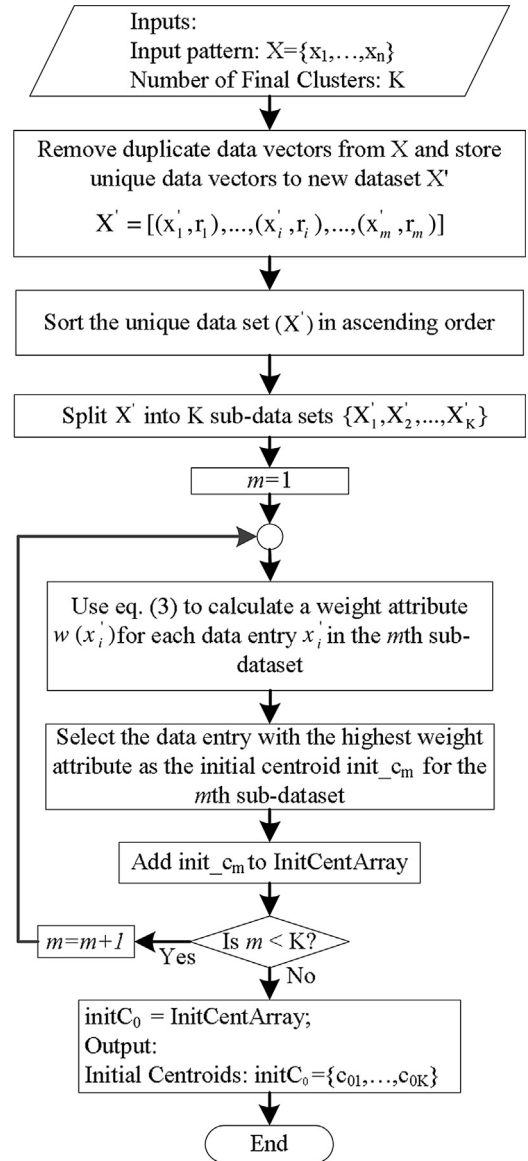 Inputs:
Input pattern: X={x₁,…,xₙ}
Number of Final Clusters: K
Remove duplicate data vectors from X and store
unique data vectors to new dataset X'
X' = [(x'₁,r₁),...,(x'ᵢ,rᵢ),...,(x'ₘ,rₘ)]
Sort the unique data set (X') in ascending order
Split X' into K sub-data sets {X'₁,X'₂,...,X'_K}
m=1
Use eq. (3) to calculate a weight attribute
w(x'ᵢ) for each data entry x'ᵢ in the mth sub-
dataset
Select the data entry with the highest weight
attribute as the initial centroid init_cₘ for the
mth sub-dataset
Add init_cₘ to InitCentArray
Is m < K?
Yes
m=m+1
No
initC₀ = InitCentArray;
Output:
Initial Centroids: initC₀={c₀₁,…,c₀K}
End